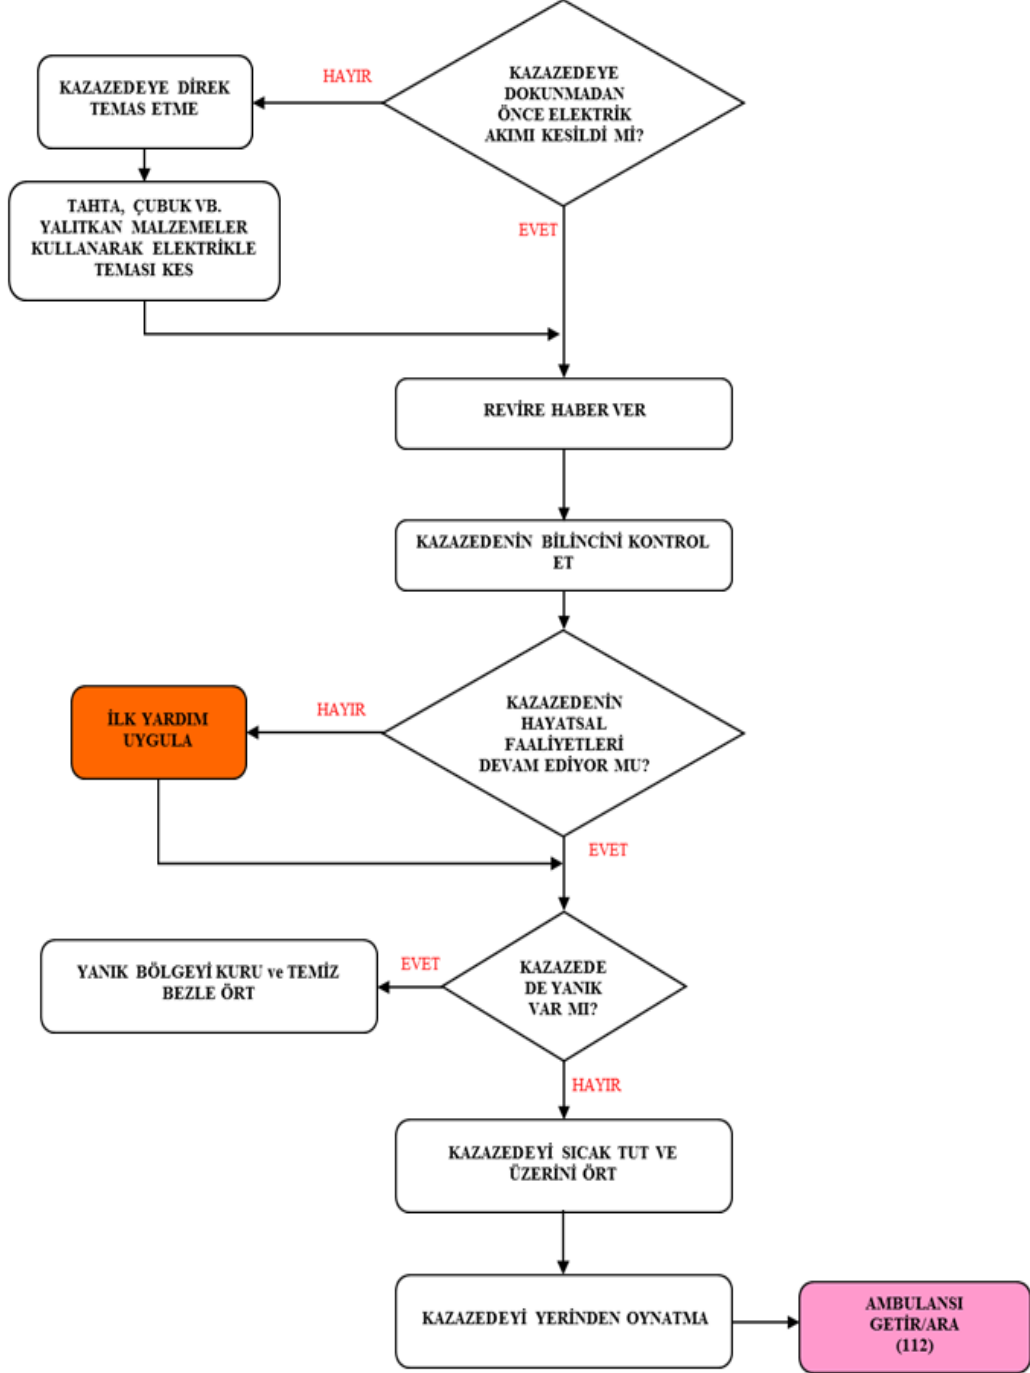 KAZAZEDEYE
DOKUNMADAN
ÖNCE ELEKTRİK
AKIMI KESİLDİ Mİ?
HAYIR
KAZAZEDEYE DİREK
TEMAS ETME
TAHTA, ÇUBUK VB.
YALITKAN MALZEMELER
KULLANARAK ELEKTRİKLE
TEMASI KES
EVET
REVİRE HABER VER
KAZAZEDENİN BİLİNCİNİ KONTROL
ET
KAZAZEDENİN
HAYATSAL
FAALİYETLERİ
DEVAM EDİYOR MU?
HAYIR
İLK YARDIM
UYGULA
EVET
KAZAZEDE
DE YANIK
VAR MI?
EVET
YANIK BÖLGEYİ KURU ve TEMİZ
BEZLE ÖRT
HAYIR
KAZAZEDEYİ SICAK TUT VE
ÜZERİNİ ÖRT
KAZAZEDEYİ YERİNDEN OYNATMA
AMBULANSI
GETİR/ARA
(112)